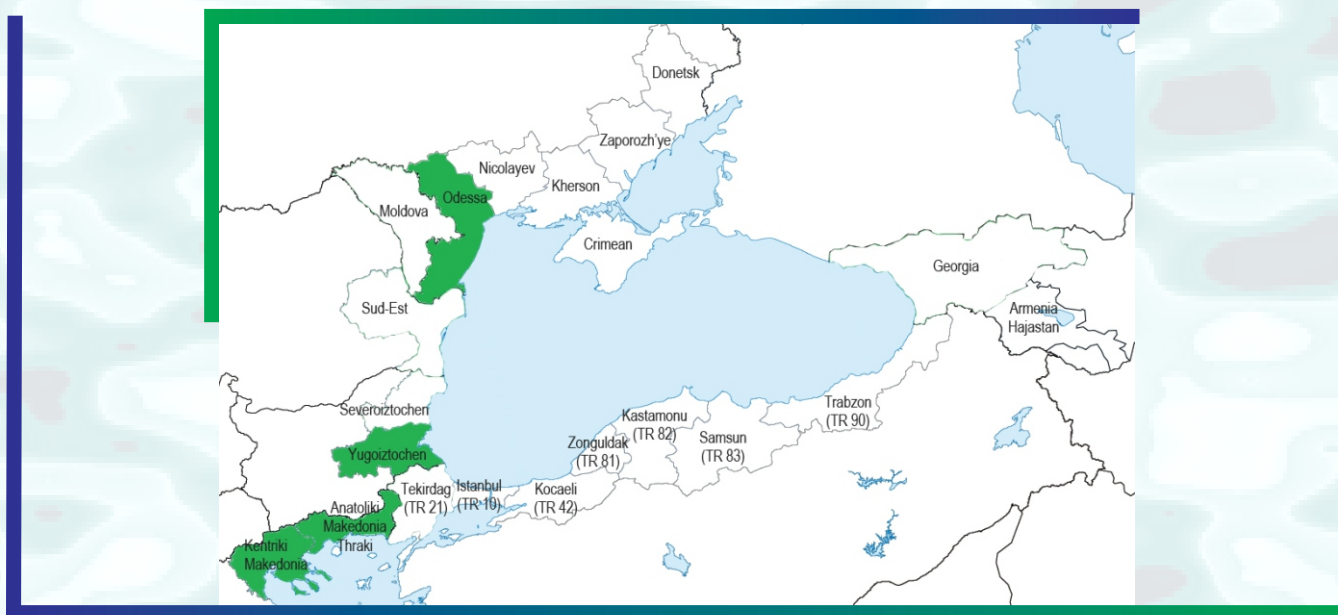 Donetsk
Zaporozh'ye
Nicolayev
Kherson
Odessa
Moldova
Crimean
Georgia
Sud-Est
Armenia
Hajastan
Severoiztochen
Yugoiztochen
Trabzon
(TR 90)
Kastamonu
(TR 82)
Samsun
(TR 83)
Zonguldak
(TR 81)
Tekirdag
(TR 21)
Istanbul
(TR 10)
Kocaeli
(TR 42)
Anatoliki
Makedonia
Thraki
Kentriki
Makedonia